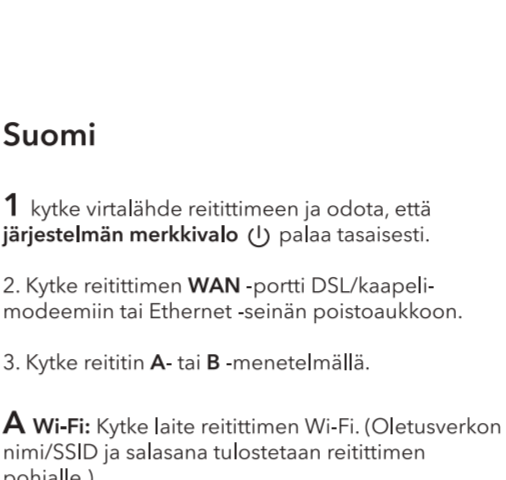 Suomi
1 kytke virtalähde reitittimeen ja odota, että
järjestelmän merkkivalo ⏻ palaa tasaisesti.
2. Kytke reitittimen WAN -portti DSL/kaapeli-
modeemiin tai Ethernet -seinän poistoaukkoon.
3. Kytke reititin A- tai B -menetelmällä.
A Wi-Fi: Kytke laite reitittimen Wi-Fi. (Oletusverkon
nimi/SSID ja salasana tulostetaan reitittimen
pohjalle.)